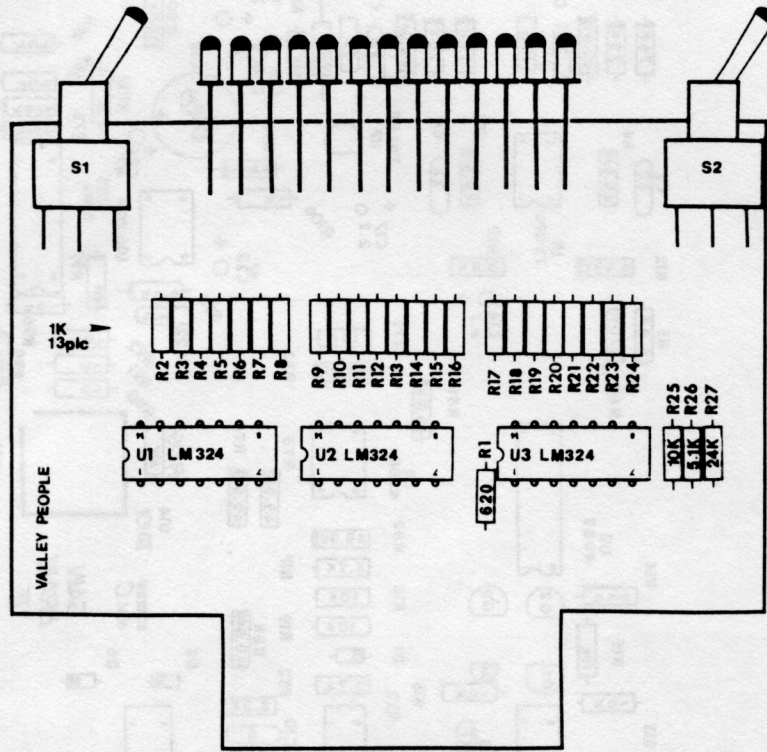 S1
S2
1K
13plc
R2
R3
R4
R5
R6
R7
R8
R9
R10
R11
R12
R13
R14
R15
R16
R17
R18
R19
R20
R21
R22
R23
R24
R25
R26
R27
U1 LM324
U2 LM324
R1
620
U3 LM324
10K
5.1K
24K
VALLEY PEOPLE